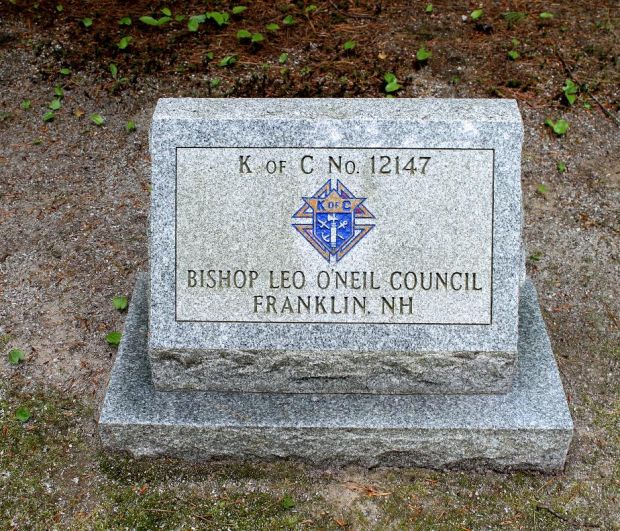 K OF C NO. 12147
K OF C
BISHOP LEO O'NEIL COUNCIL
FRANKLIN, NH